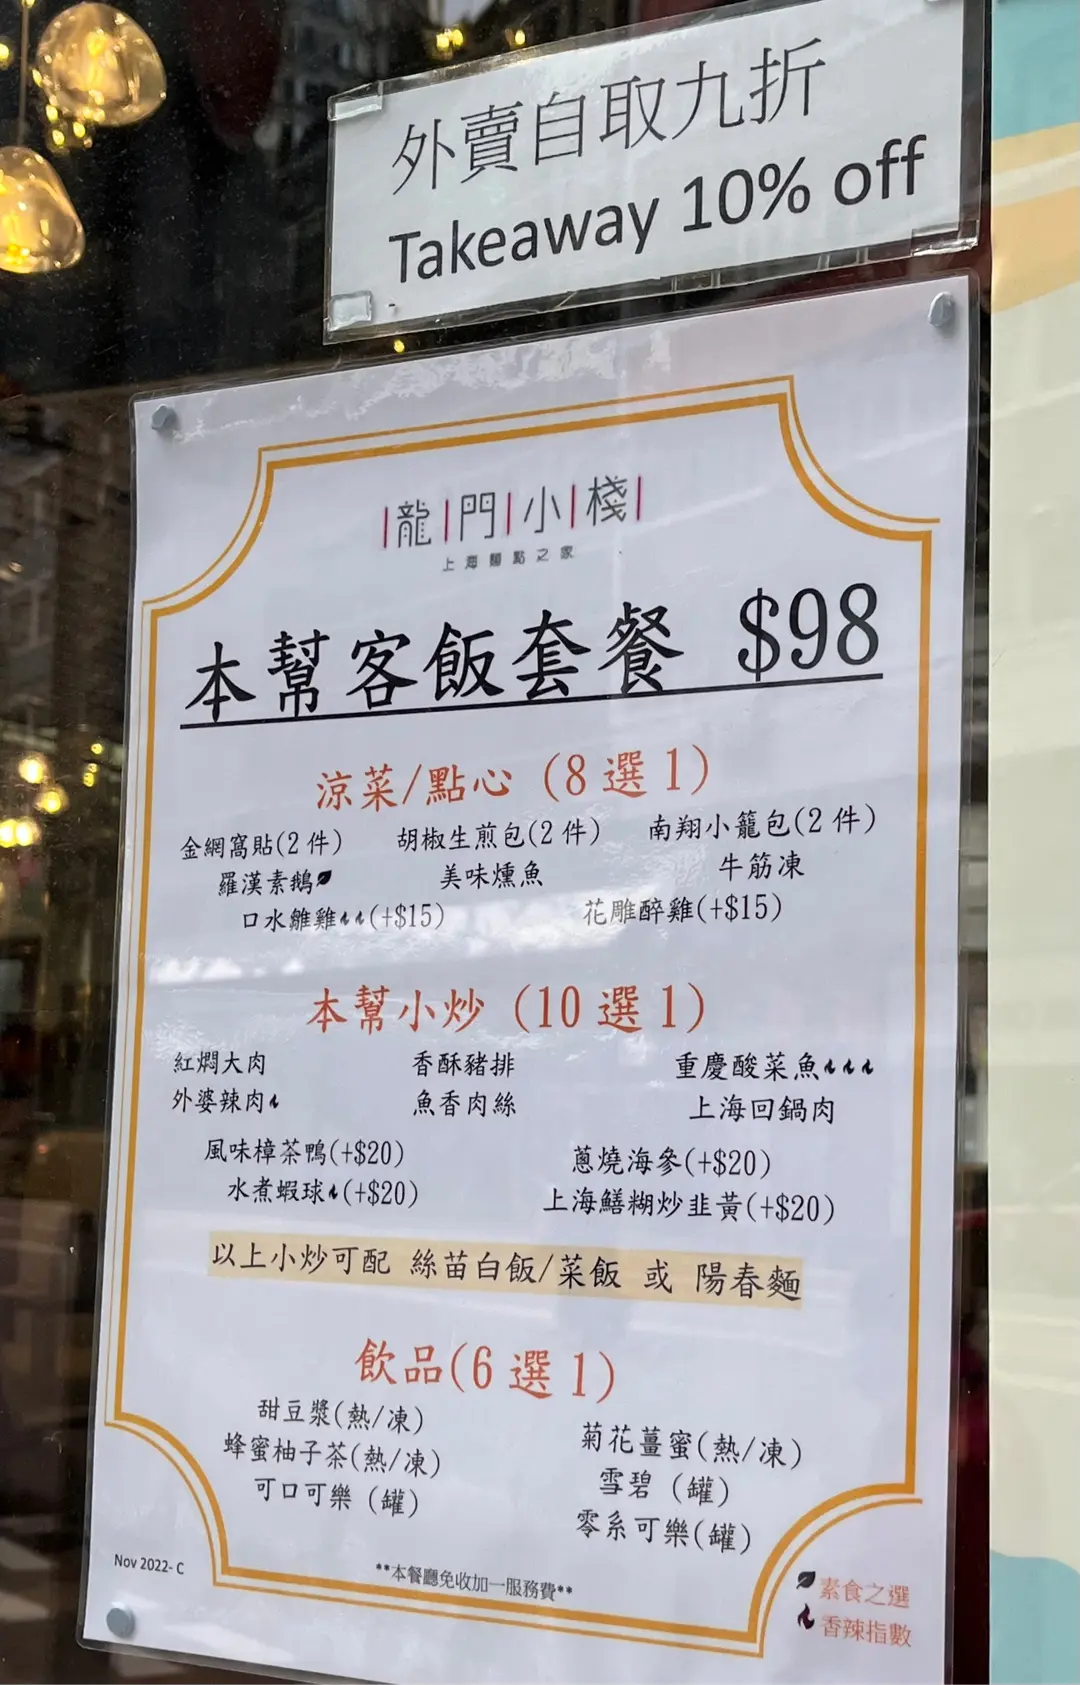 外賣自取九折
Takeaway 10% off
龍門小棧
上海麵點之家
本幫客飯套餐 $98
涼菜/點心 (8 選 1)
金網窩貼(2 件) 胡椒生煎包(2 件) 南翔小籠包(2 件)
羅漢素鵝 美味燻魚 牛筋凍
口水雛雞(+$15) 花雕醉雞(+$15)
本幫小炒 (10 選 1)
紅燜大肉 香酥豬排 重慶酸菜魚
外婆辣肉 魚香肉絲 上海回鍋肉
風味樟茶鴨(+$20) 蔥燒海參(+$20)
水煮蝦球(+$20) 上海鱔糊炒韭黃(+$20)
以上小炒可配 絲苗白飯/菜飯 或 陽春麵
飲品(6 選 1)
甜豆漿(熱/凍) 菊花薑蜜(熱/凍)
蜂蜜柚子茶(熱/凍) 雪碧 (罐)
可口可樂 (罐) 零系可樂(罐)
Nov 2022- C
**本餐廳免收加一服務費**
素食之選
香辣指數